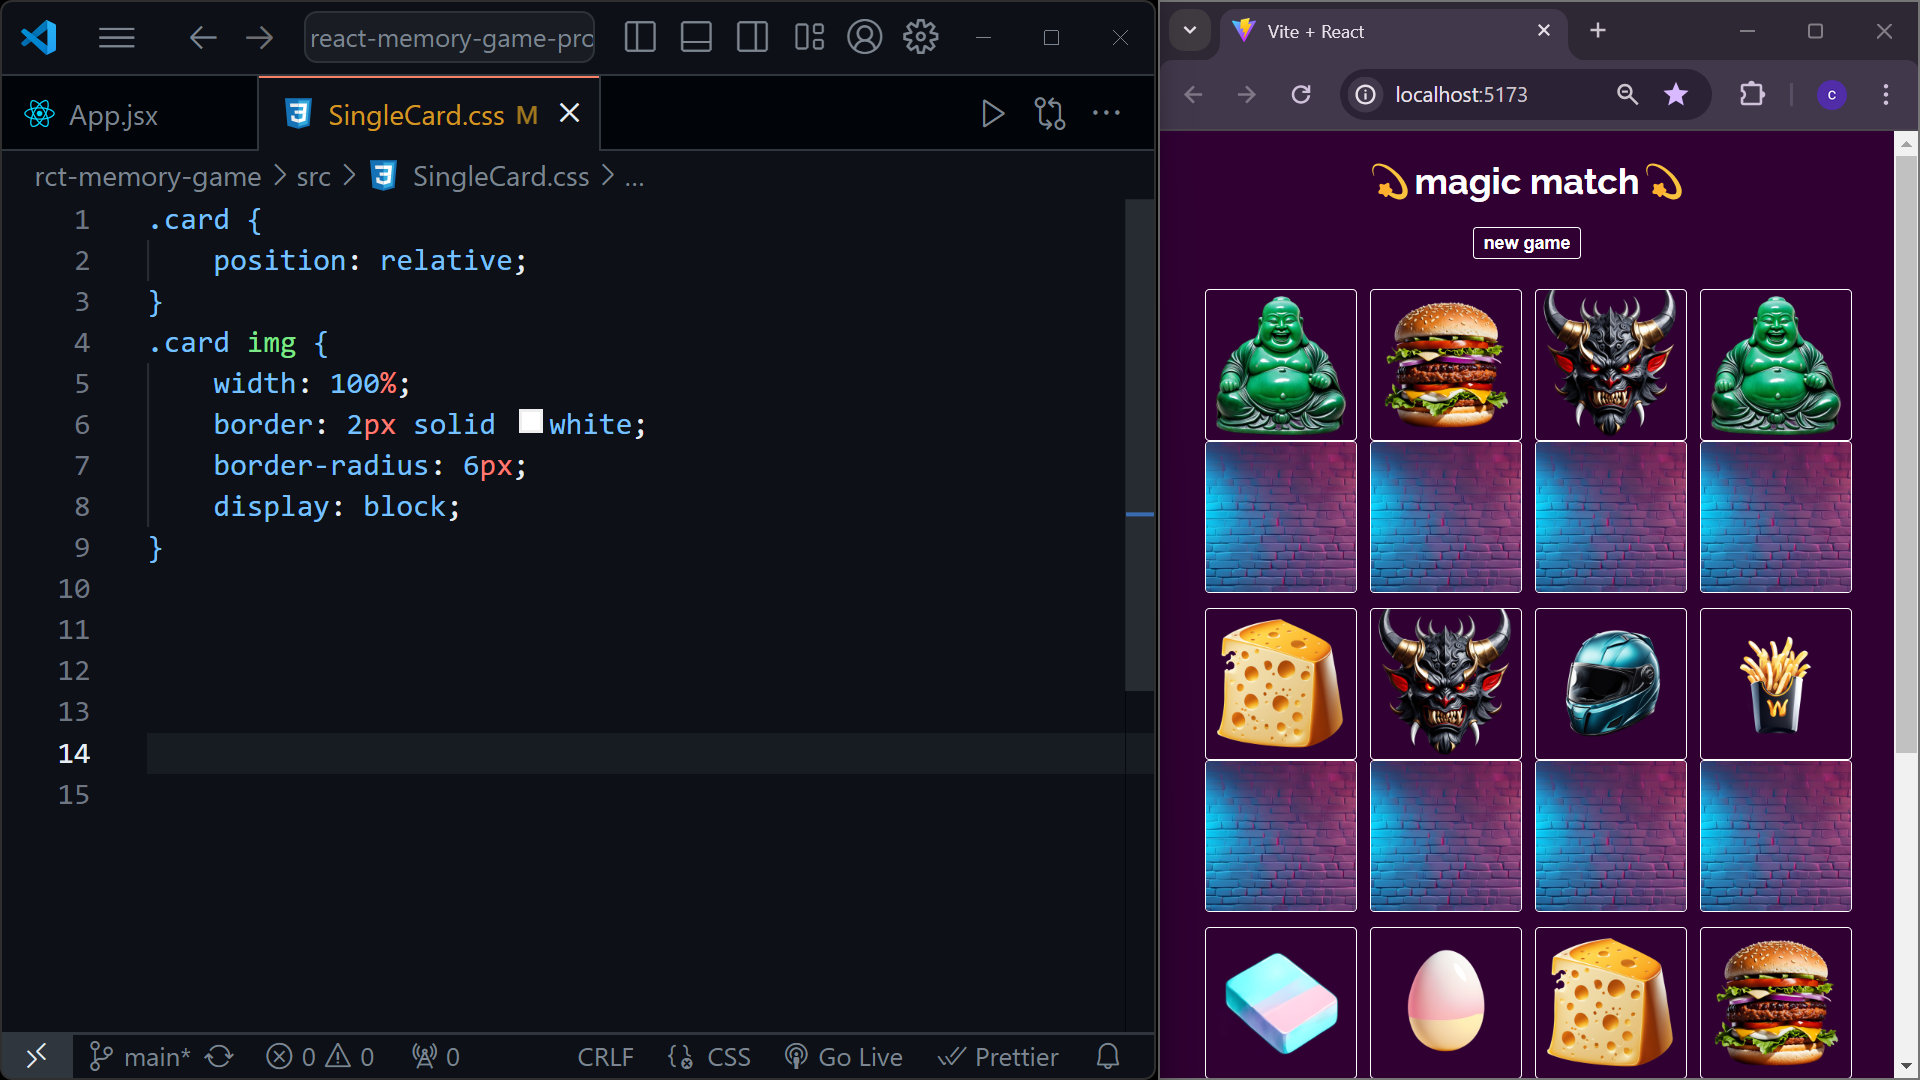 react-memory-game-pro
App.jsx
SingleCard.css M
rct-memory-game > src > SingleCard.css > ...
1 .card {
2 position: relative;
3 }
4 .card img {
5 width: 100%;
6 border: 2px solid white;
7 border-radius: 6px;
8 display: block;
9 }
10
11
12
13
14
15
main* 0 0 0 CRLF CSS Go Live Prettier
Vite + React
localhost:5173
c
magic match
new game